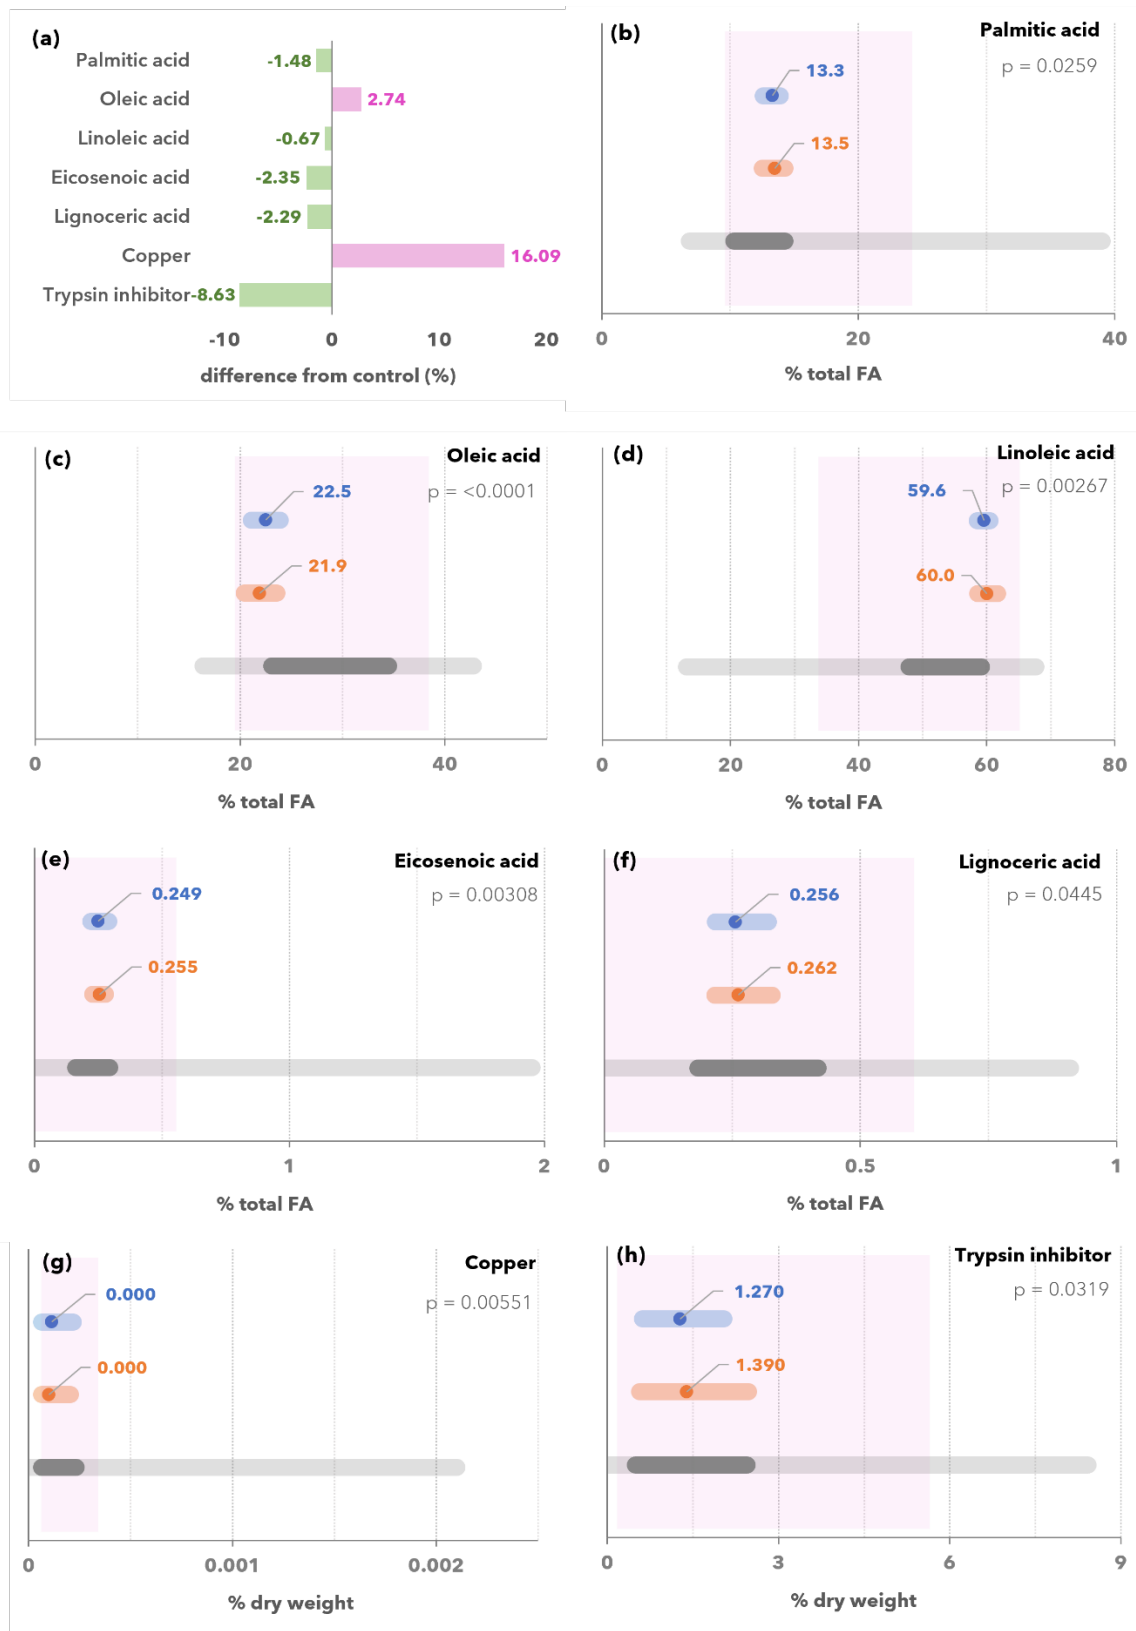 (a)
Palmitic acid -1.48
Oleic acid 2.74
Linoleic acid -0.67
Eicosenoic acid -2.35
Lignoceric acid -2.29
Copper 16.09
Trypsin inhibitor -8.63
-10 0 10 20
difference from control (%)
(b) Palmitic acid
p = 0.0259
13.3
13.5
0 20 40
% total FA
(c) Oleic acid
p = <0.0001
22.5
21.9
0 20 40
% total FA
(d) Linoleic acid
p = 0.00267
59.6
60.0
0 20 40 60 80
% total FA
(e) Eicosenoic acid
p = 0.00308
0.249
0.255
0 1 2
% total FA
(f) Lignoceric acid
p = 0.0445
0.256
0.262
0 0.5 1
% total FA
(g) Copper
p = 0.00551
0.000
0.000
0 0.001 0.002
% dry weight
(h) Trypsin inhibitor
p = 0.0319
1.270
1.390
0 3 6 9
% dry weight